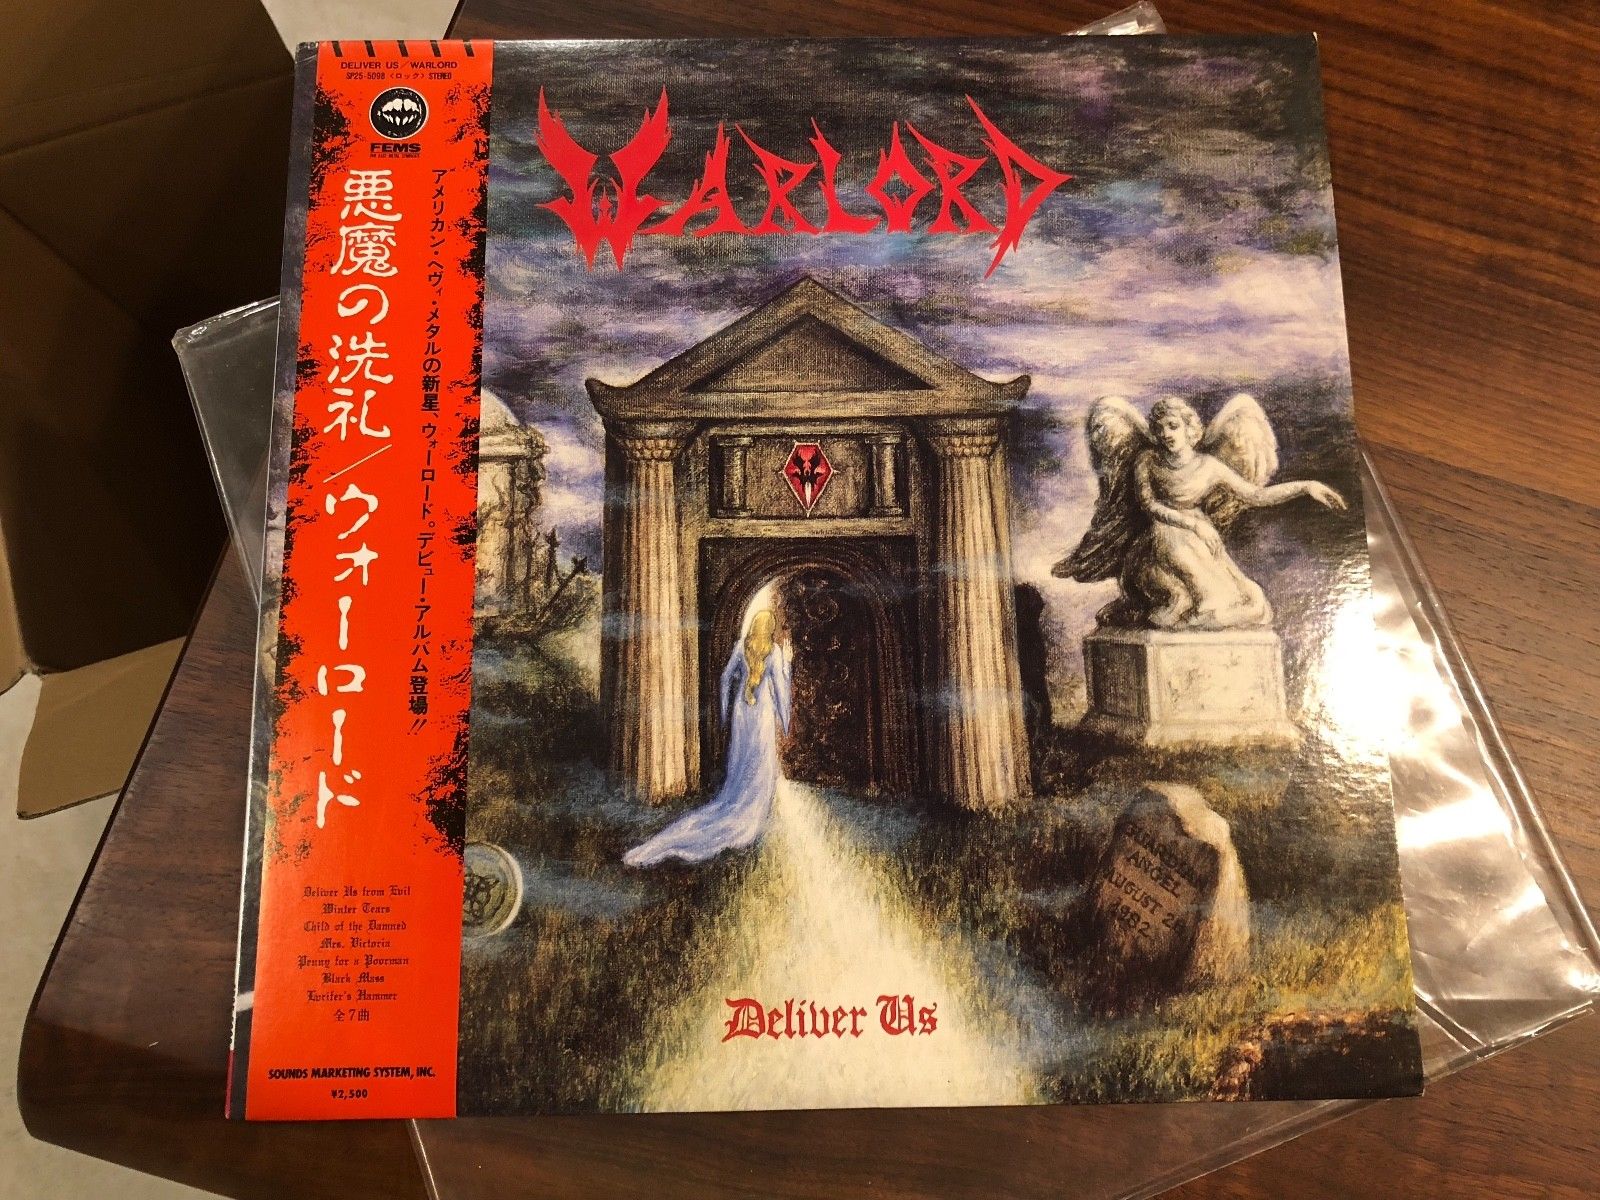 DELIVER US／WARLORD
SP25-5098〈ロック〉STEREO
FEMS
THE EAST METAL SYNDICATE
悪魔の洗礼／ウォーロード
アメリカン・ヘヴィ・メタルの新星、ウォーロード。デビュー・アルバム登場!!
Deliver Us from Evil
Winter Tears
Child of the Damned
Mrs. Victoria
Penny for a Poorman
Black Mass
Lucifer's Hammer
全7曲
SOUNDS MARKETING SYSTEM, INC.
¥2,500
WARLORD
GUARDIAN
ANGEL
AUGUST
1982
Deliver Us